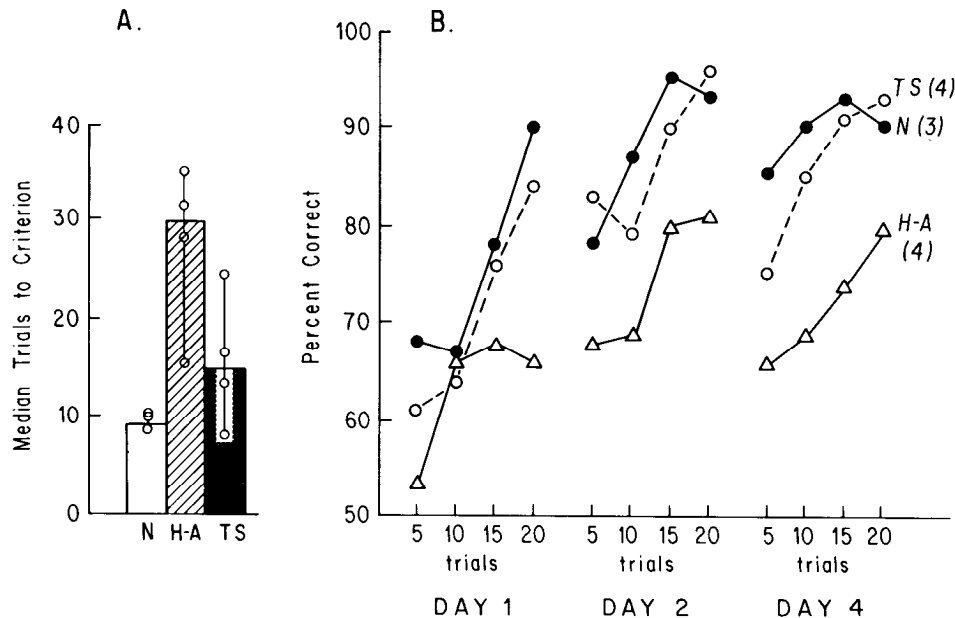 A.
Median Trials to Criterion
40
30
20
10
0
N H-A TS
B.
Percent Correct
100
90
80
70
60
50
5 10 15 20
trials
DAY 1
5 10 15 20
trials
DAY 2
5 10 15 20
trials
DAY 4
TS (4)
N (3)
H-A
(4)